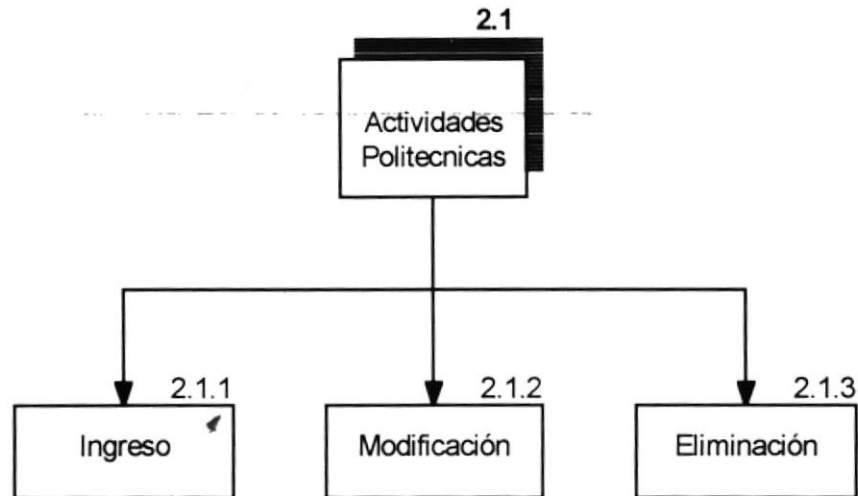 2.1
Actividades
Politecnicas
2.1.1
Ingreso
2.1.2
Modificación
2.1.3
Eliminación